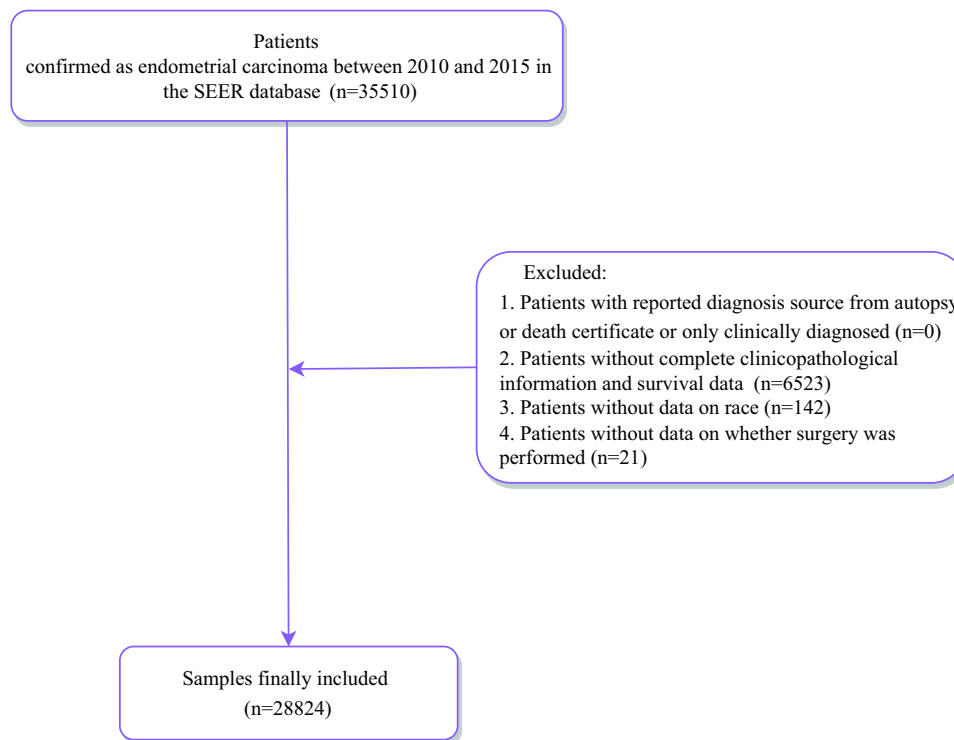 Patients
confirmed as endometrial carcinoma between 2010 and 2015 in
the SEER database (n=35510)
Excluded:
1. Patients with reported diagnosis source from autopsy
or death certificate or only clinically diagnosed (n=0)
2. Patients without complete clinicopathological
information and survival data (n=6523)
3. Patients without data on race (n=142)
4. Patients without data on whether surgery was
performed (n=21)
Samples finally included
(n=28824)